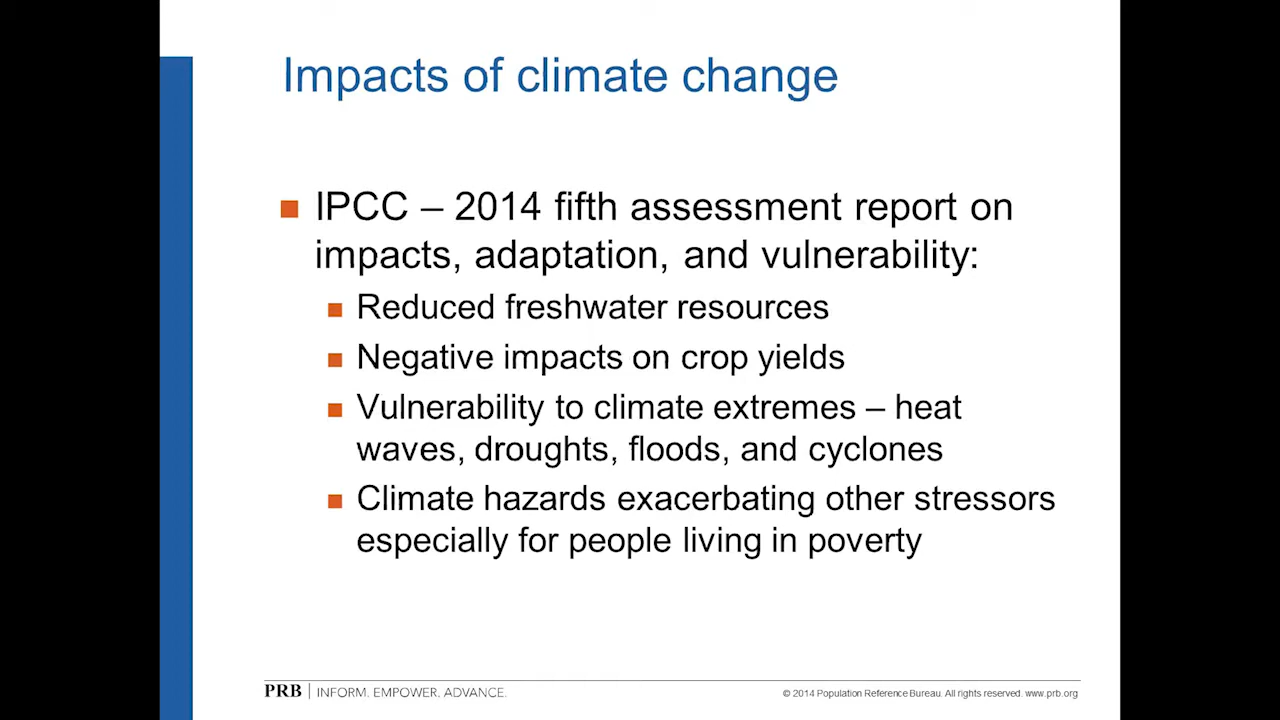 Impacts of climate change
IPCC – 2014 fifth assessment report on
impacts, adaptation, and vulnerability:
Reduced freshwater resources
Negative impacts on crop yields
Vulnerability to climate extremes – heat
waves, droughts, floods, and cyclones
Climate hazards exacerbating other stressors
especially for people living in poverty
PRB | INFORM. EMPOWER. ADVANCE.
© 2014 Population Reference Bureau. All rights reserved. www.prb.org